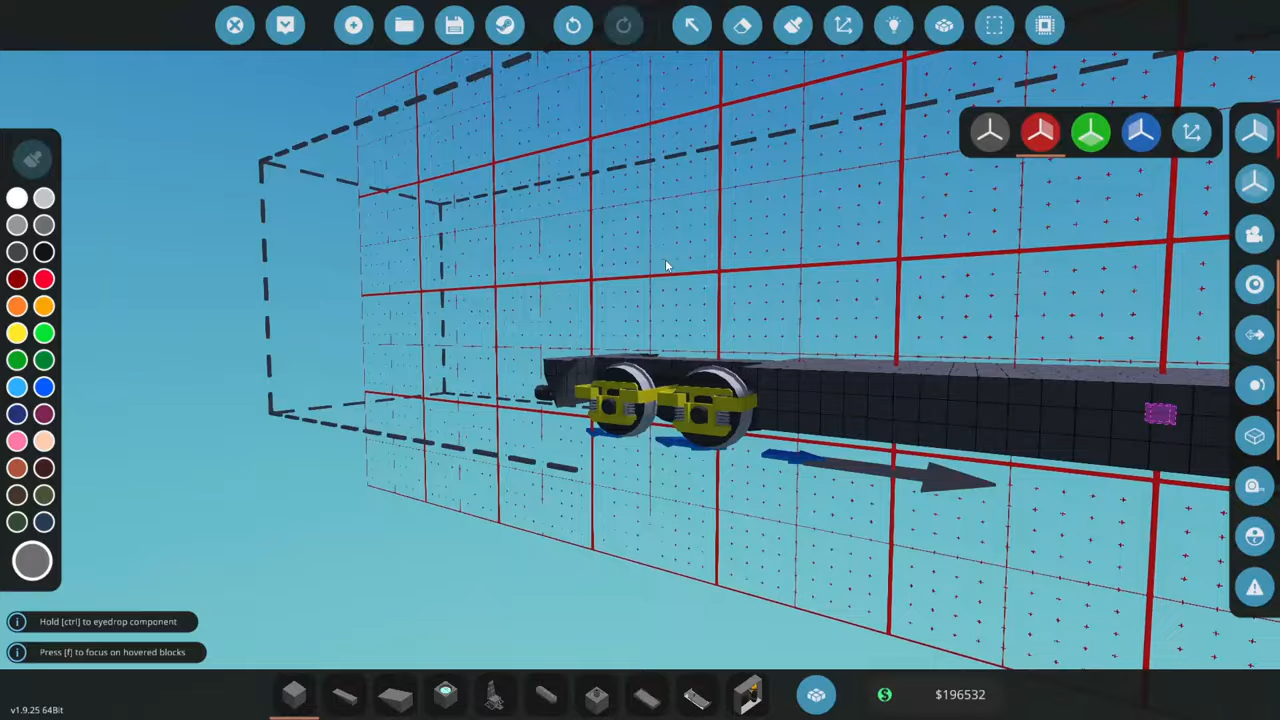 Hold [ctrl] to eyedrop component
Press [f] to focus on hovered blocks
v1.9.25 64Bit
$
$196532